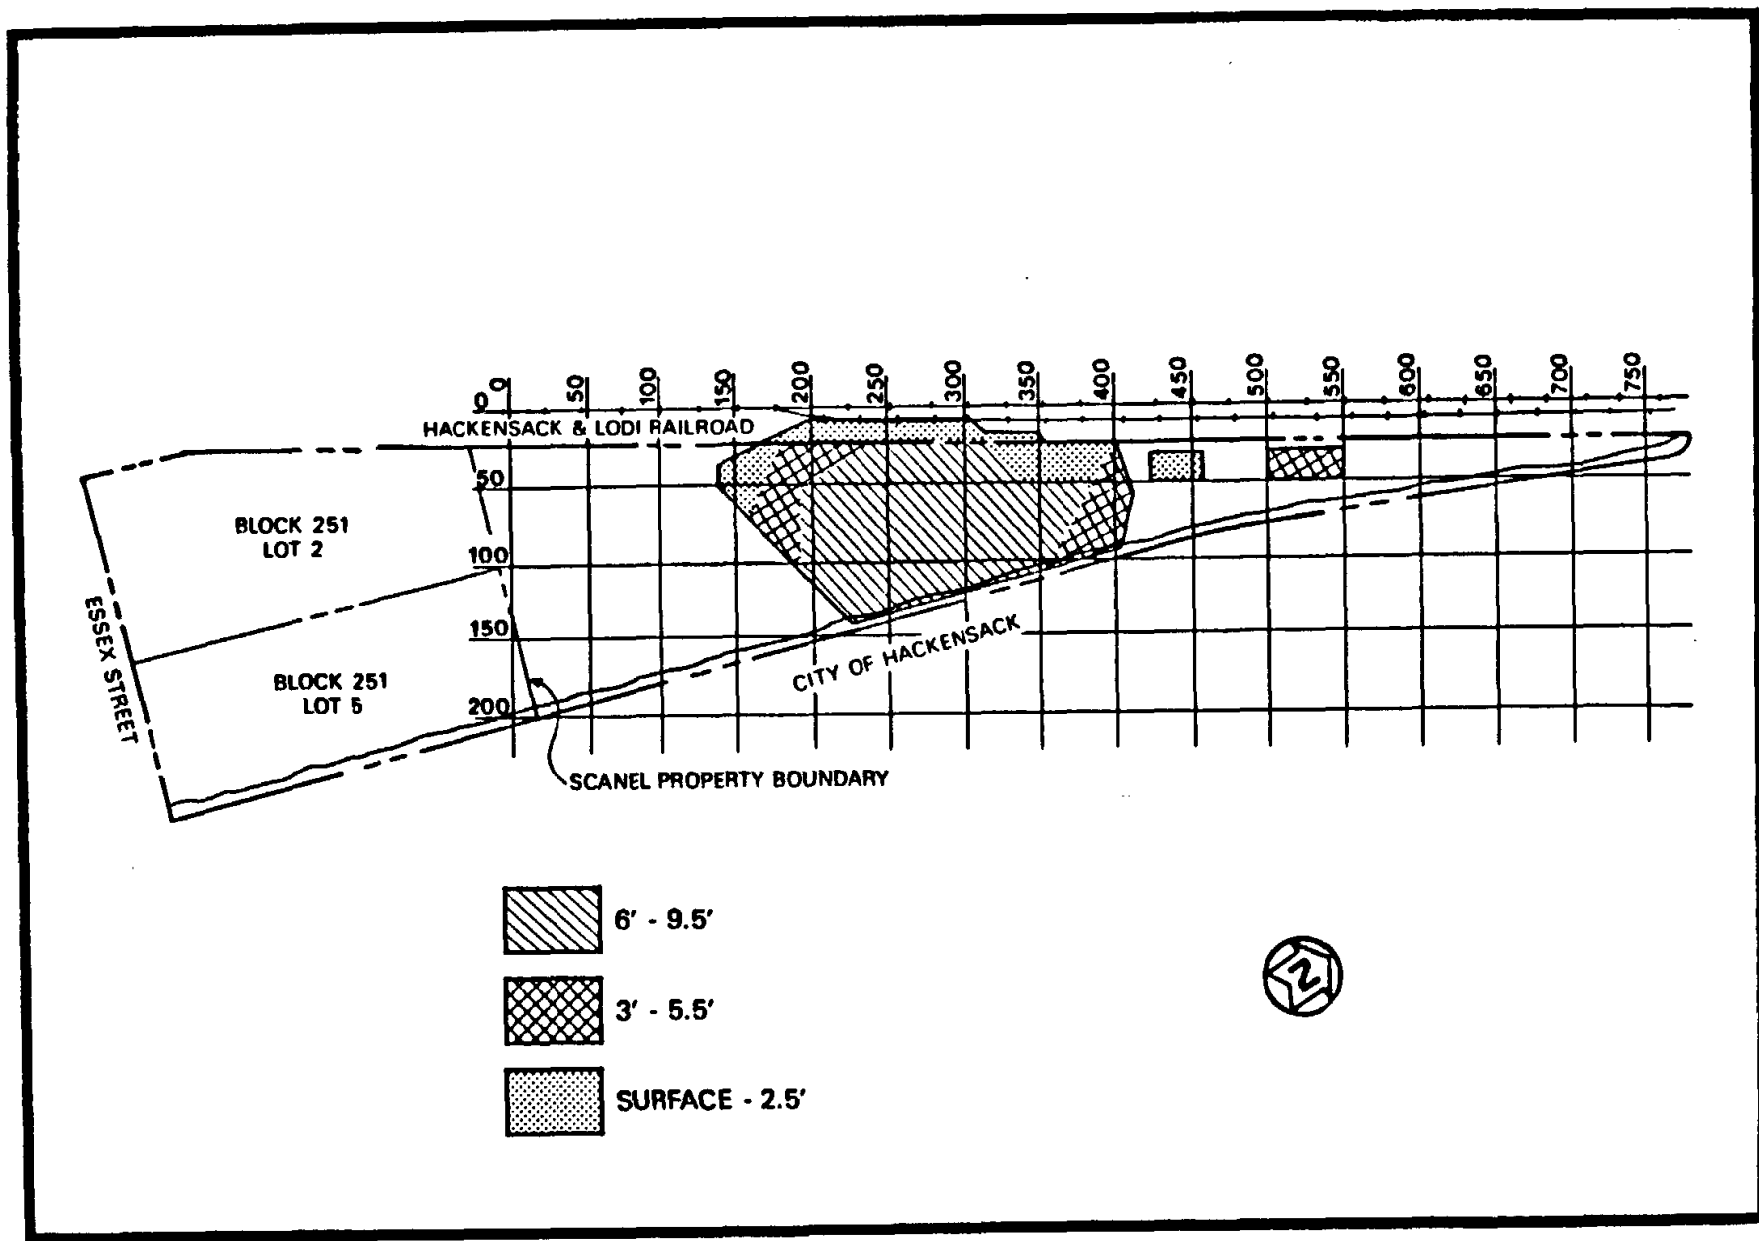 0
50
100
150
200
250
300
350
400
450
500
550
600
650
700
750
0
HACKENSACK & LODI RAILROAD
50
BLOCK 251
LOT 2
100
ESSEX STREET
150
CITY OF HACKENSACK
BLOCK 251
LOT 5
200
SCANEL PROPERTY BOUNDARY
6' - 9.5'
3' - 5.5'
SURFACE - 2.5'
N